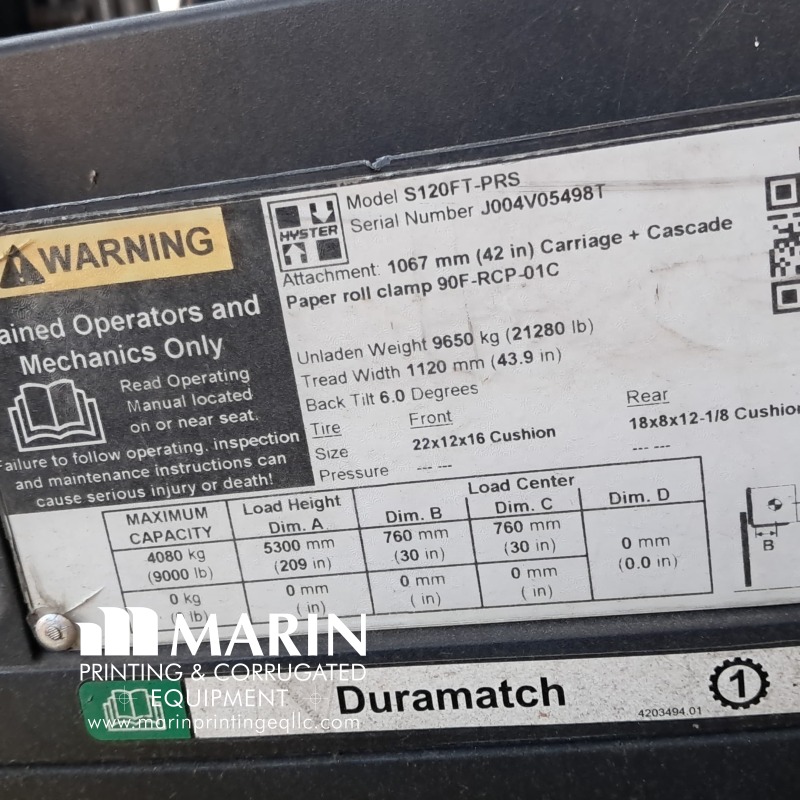 WARNING
ained Operators and
Mechanics Only
Read Operating
Manual located
on or near seat.
Failure to follow operating, inspection
and maintenance instructions can
cause serious injury or death!
HYSTER
Model S120FT-PRS
Serial Number J004V05498T
Attachment: 1067 mm (42 in) Carriage + Cascade
Paper roll clamp 90F-RCP-01C
Unladen Weight 9650 kg (21280 lb)
Tread Width 1120 mm (43.9 in)
Back Tilt 6.0 Degrees
Tire Front Rear
Size 22x12x16 Cushion 18x8x12-1/8 Cushion
Pressure --- --- --- ---
MAXIMUM CAPACITY Load Height Dim. A Load Center Dim. B Dim. C Dim. D
4080 kg 5300 mm 760 mm 760 mm 0 mm
(9000 lb) (209 in) (30 in) (30 in) (0.0 in)
0 kg 0 mm 0 mm 0 mm
(0 lb) ( in) ( in) ( in)
B
MARIN
PRINTING & CORRUGATED
EQUIPMENT
www.marinprintingeqllc.com
Duramatch
4203494.01
1